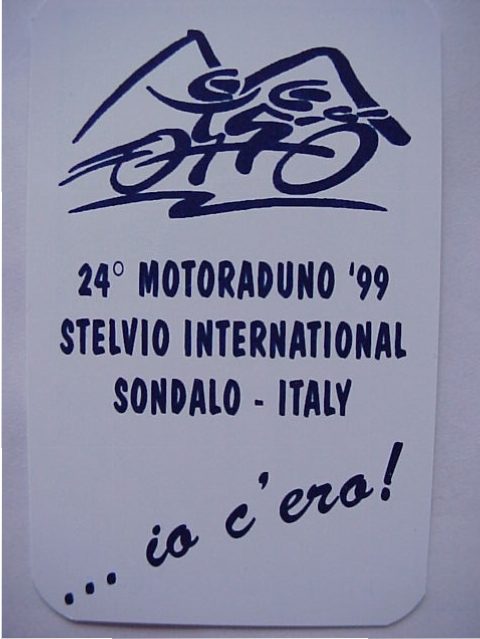 24° MOTORADUNO '99
STELVIO INTERNATIONAL
SONDALO - ITALY
... io c'ero!